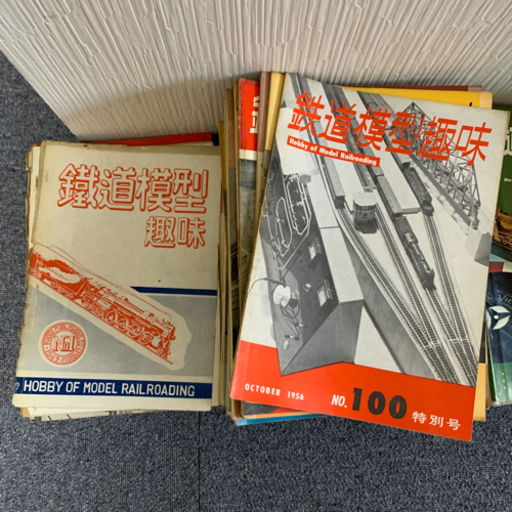 鐵道模型
趣味
HOBBY OF MODEL RAILROADING
鉄道模型趣味
Hobby of Model Railroading
OCTOBER 1956
NO. 100 特別号